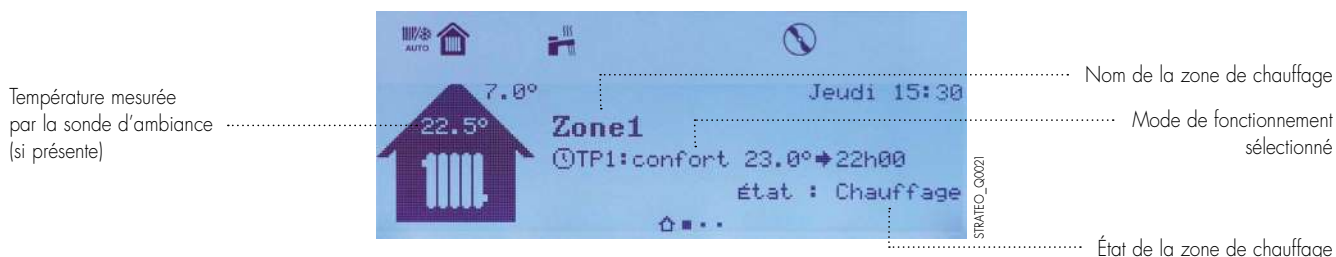 AUTO
7.0°
Jeudi 15:30
22.5°
Zone1
TP1:confort 23.0°➔22h00
État : Chauffage
Température mesurée
par la sonde d'ambiance
(si présente)
Nom de la zone de chauffage
Mode de fonctionnement
sélectionné
État de la zone de chauffage
STRATEO_Q0021